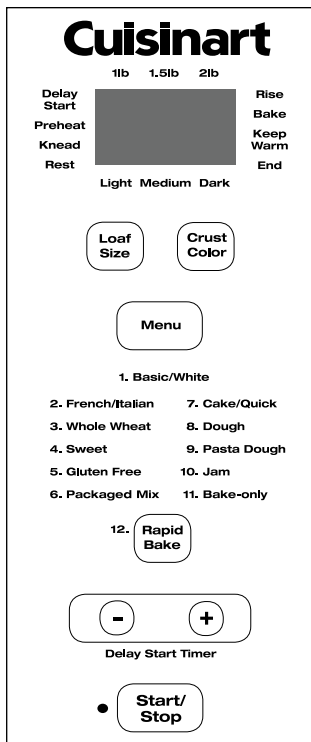 Cuisinart
1lb 1.5lb 2lb
Delay
Start
Preheat
Knead
Rest
Rise
Bake
Keep
Warm
End
Light Medium Dark
Loaf
Size
Crust
Color
Menu
1. Basic/White
2. French/Italian
3. Whole Wheat
4. Sweet
5. Gluten Free
6. Packaged Mix
7. Cake/Quick
8. Dough
9. Pasta Dough
10. Jam
11. Bake-only
12. Rapid
Bake
- +
Delay Start Timer
Start/
Stop